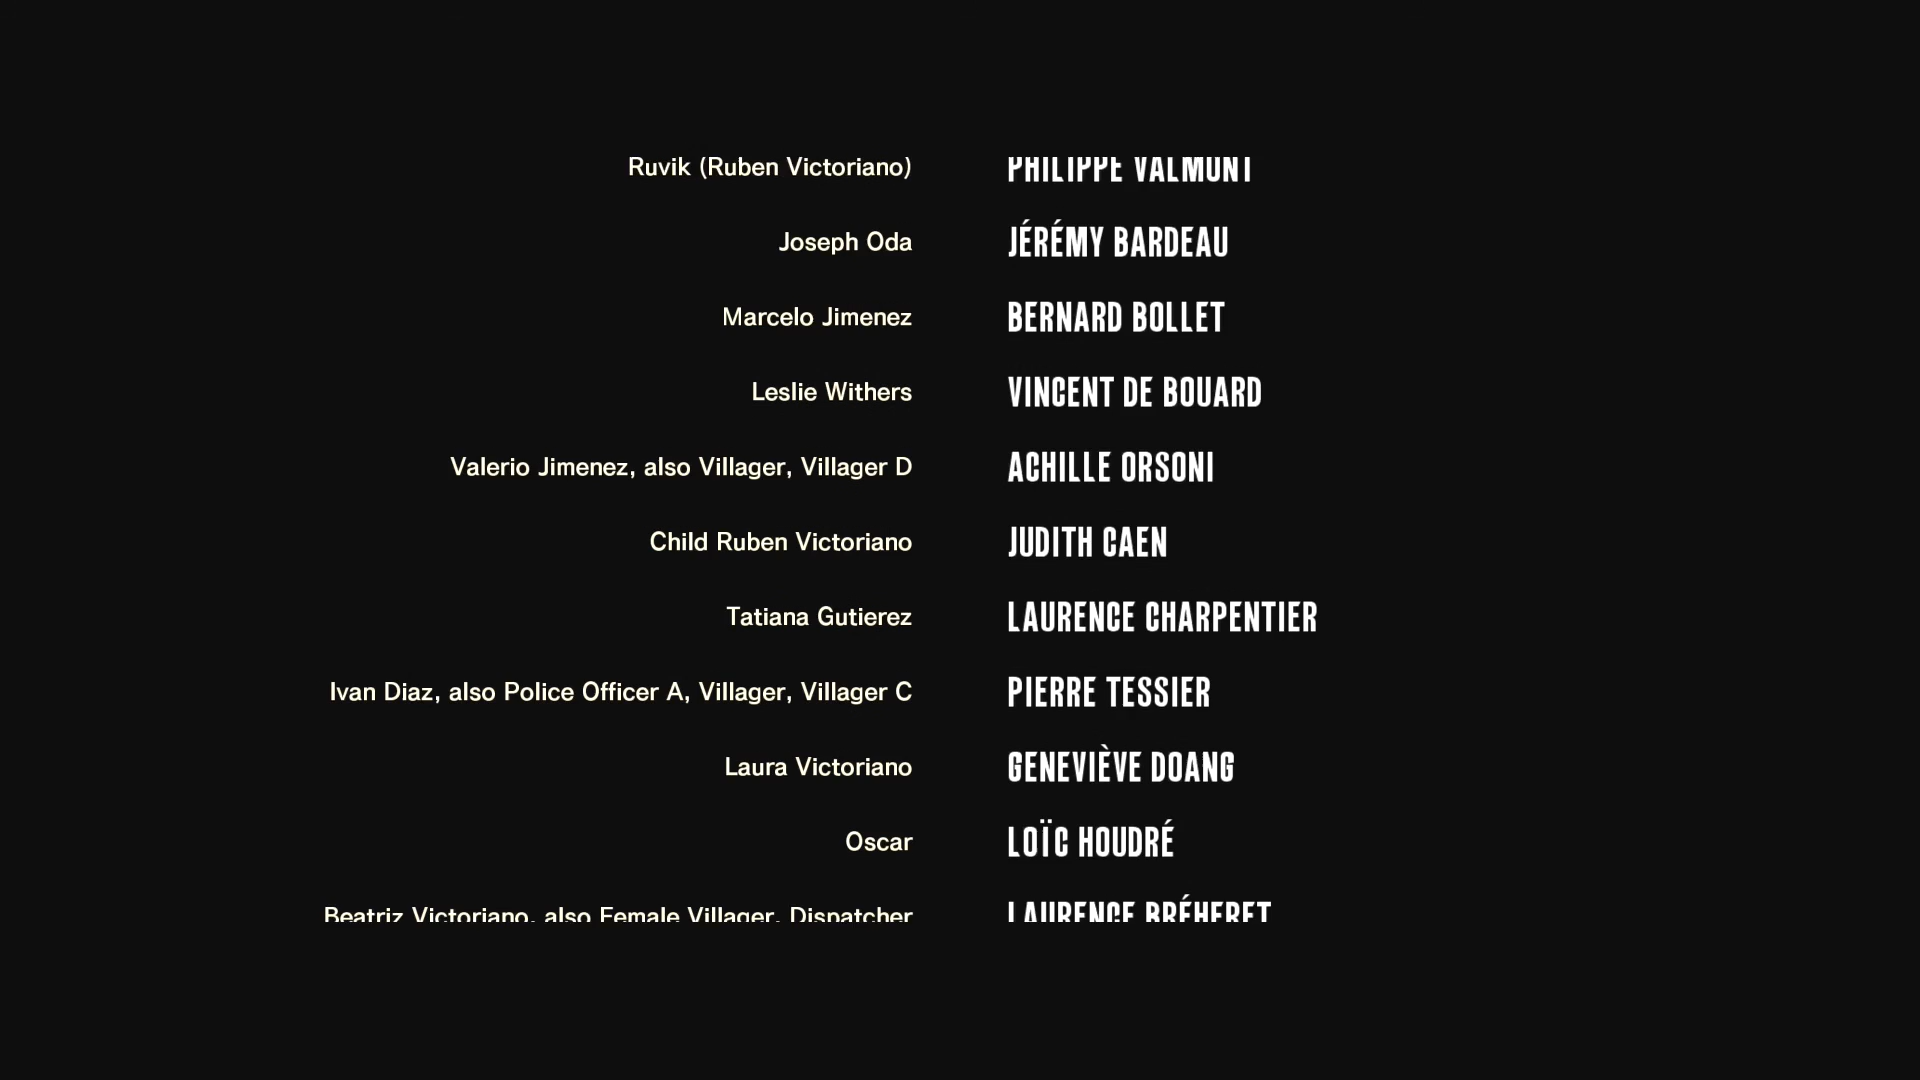 Ruvik (Ruben Victoriano) PHILIPPE VALMONT
Joseph Oda JÉRÉMY BARDEAU
Marcelo Jimenez BERNARD BOLLET
Leslie Withers VINCENT DE BOUARD
Valerio Jimenez, also Villager, Villager D ACHILLE ORSONI
Child Ruben Victoriano JUDITH CAEN
Tatiana Gutierez LAURENCE CHARPENTIER
Ivan Diaz, also Police Officer A, Villager, Villager C PIERRE TESSIER
Laura Victoriano GENEVIÈVE DOANG
Oscar LOÏC HOUDRÉ
Beatriz Victoriano, also Female Villager, Dispatcher LAURENCE BRÉHERET